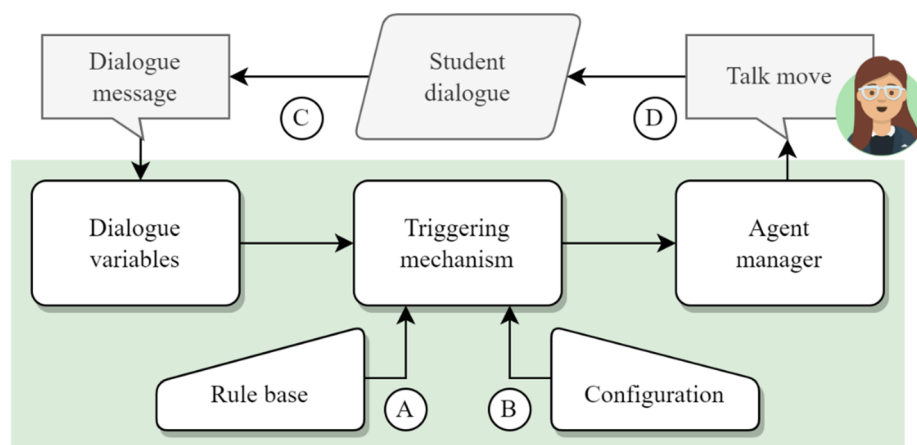 Dialogue
message
Student
dialogue
Talk move
C
D
Dialogue
variables
Triggering
mechanism
Agent
manager
Rule base
A
B
Configuration